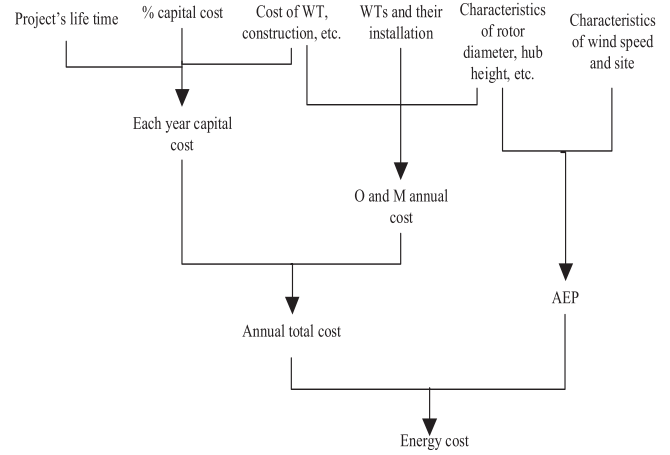 Project's life time
% capital cost
Cost of WT,
construction, etc.
WTs and their
installation
Characteristics
of rotor
diameter, hub
height, etc.
Characteristics
of wind speed
and site
Each year capital
cost
O and M annual
cost
AEP
Annual total cost
Energy cost